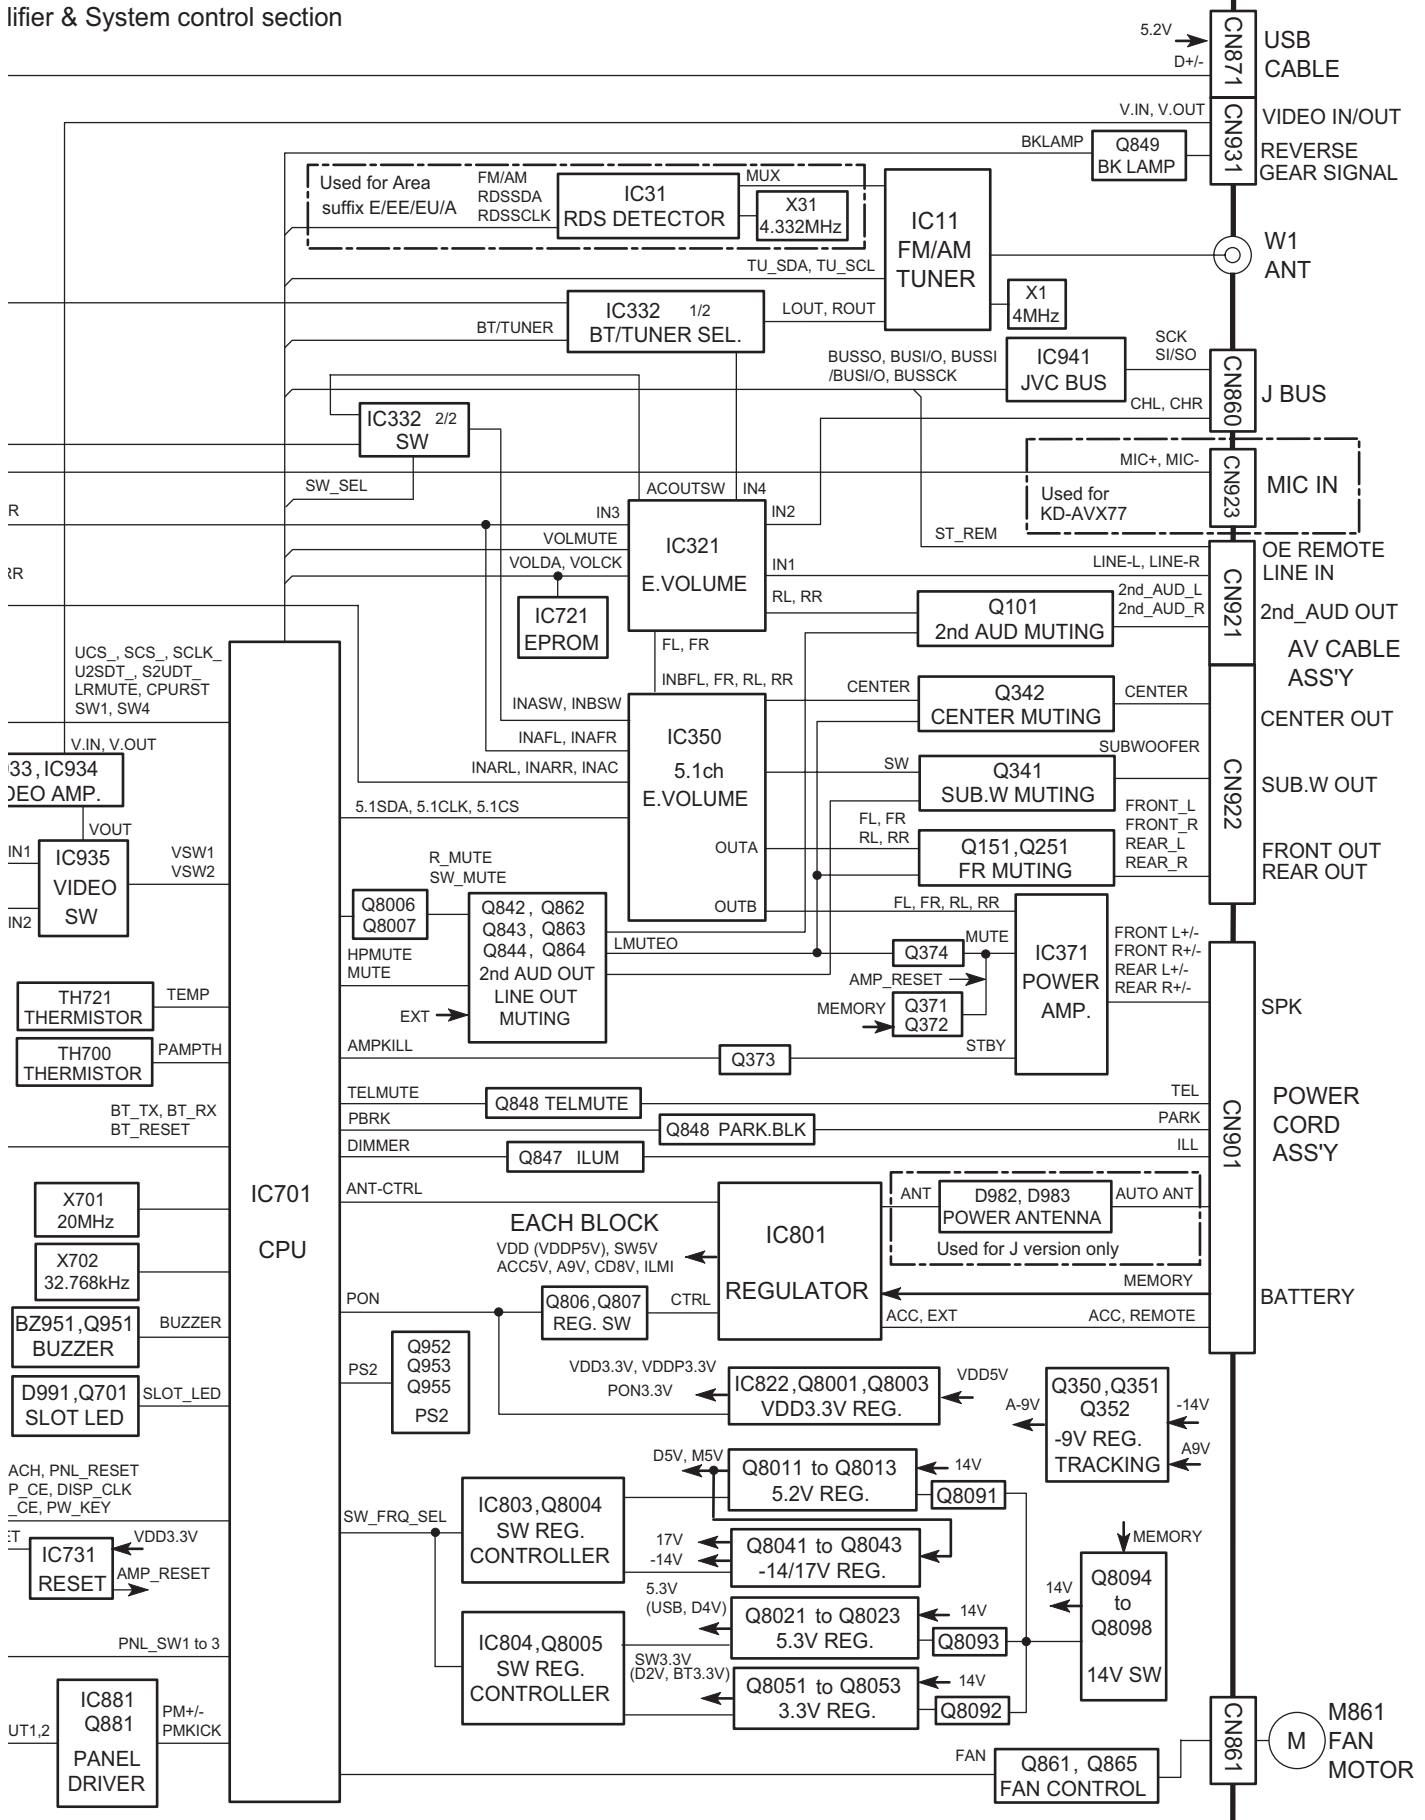 lifier & System control section
5.2V
D+/-
CN871
USB
CABLE
V.IN, V.OUT
CN931
VIDEO IN/OUT
BKLAMP
Q849
BK LAMP
REVERSE
GEAR SIGNAL
Used for Area
suffix E/EE/EU/A
FM/AM
RDSSDA
RDSSCLK
IC31
RDS DETECTOR
MUX
X31
4.332MHz
IC11
FM/AM
TUNER
W1
ANT
TU_SDA, TU_SCL
X1
4MHz
BT/TUNER
IC332 1/2
BT/TUNER SEL.
LOUT, ROUT
BUSSO, BUSI/O, BUSSI
/BUSI/O, BUSSCK
IC941
JVC BUS
SCK
SI/SO
CN860
J BUS
CHL, CHR
IC332 2/2
SW
SW_SEL
MIC+, MIC-
Used for
KD-AVX77
CN923
MIC IN
ACOUTSW
IN4
R
IN3
IN2
VOLMUTE
VOLDA, VOLCK
IC321
E.VOLUME
ST_REM
IN1
LINE-L, LINE-R
OE REMOTE
LINE IN
RR
RL, RR
IC721
EPROM
Q101
2nd AUD MUTING
2nd_AUD_L
2nd_AUD_R
CN921
2nd_AUD OUT
AV CABLE
ASS'Y
FL, FR
INBFL, FR, RL, RR
UCS_, SCS_, SCLK_
U2SDT_, S2UDT_
LRMUTE, CPURST
SW1, SW4
V.IN, V.OUT
INASW, INBSW
INAFL, INAFR
INARL, INARR, INAC
5.1SDA, 5.1CLK, 5.1CS
IC350
5.1ch
E.VOLUME
CENTER
Q342
CENTER MUTING
CENTER
CENTER OUT
SW
Q341
SUB.W MUTING
SUBWOOFER
CN922
SUB.W OUT
33, IC934
DEO AMP.
VOUT
IN1
IN2
IC935
VIDEO
SW
VSW1
VSW2
OUTA
FL, FR
RL, RR
Q151,Q251
FR MUTING
FRONT_L
FRONT_R
REAR_L
REAR_R
FRONT OUT
REAR OUT
OUTB
FL, FR, RL, RR
R_MUTE
SW_MUTE
Q8006
Q8007
Q842, Q862
Q843, Q863
Q844, Q864
2nd AUD OUT
LINE OUT
MUTING
LMUTEO
HPMUTE
MUTE
EXT
Q374
MUTE
AMP_RESET
MEMORY
Q371
Q372
IC371
POWER
AMP.
FRONT L+/-
FRONT R+/-
REAR L+/-
REAR R+/-
SPK
TH721
THERMISTOR
TEMP
TH700
THERMISTOR
PAMPTH
AMPKILL
Q373
STBY
BT_TX, BT_RX
BT_RESET
TELMUTE
Q848 TELMUTE
TEL
PBRK
Q848 PARK.BLK
PARK
DIMMER
Q847 ILUM
ILL
CN901
POWER
CORD
ASS'Y
IC701
CPU
ANT-CTRL
X701
20MHz
X702
32.768kHz
EACH BLOCK
VDD (VDDP5V), SW5V
ACC5V, A9V, CD8V, ILMI
IC801
REGULATOR
ANT
D982, D983
POWER ANTENNA
AUTO ANT
Used for J version only
MEMORY
BATTERY
PON
Q806,Q807
REG. SW
CTRL
ACC, EXT
ACC, REMOTE
BZ951,Q951
BUZZER
BUZZER
D991,Q701
SLOT LED
SLOT_LED
PS2
Q952
Q953
Q955
PS2
VDD3.3V, VDDP3.3V
PON3.3V
IC822,Q8001,Q8003
VDD3.3V REG.
VDD5V
A-9V
Q350,Q351
Q352
-9V REG.
TRACKING
-14V
A9V
ACH, PNL_RESET
P_CE, DISP_CLK
_CE, PW_KEY
SW_FRQ_SEL
IC803,Q8004
SW REG.
CONTROLLER
D5V, M5V
Q8011 to Q8013
5.2V REG.
14V
Q8091
17V
-14V
Q8041 to Q8043
-14/17V REG.
ET
IC731
RESET
VDD3.3V
AMP_RESET
MEMORY
Q8094
to
Q8098
14V SW
14V
5.3V
(USB, D4V)
Q8021 to Q8023
5.3V REG.
14V
Q8093
IC804,Q8005
SW REG.
CONTROLLER
SW3.3V
(D2V, BT3.3V)
Q8051 to Q8053
3.3V REG.
14V
Q8092
PNL_SW1 to 3
UT1,2
IC881
Q881
PANEL
DRIVER
PM+/-
PMKICK
FAN
Q861, Q865
FAN CONTROL
CN861
M
M861
FAN
MOTOR